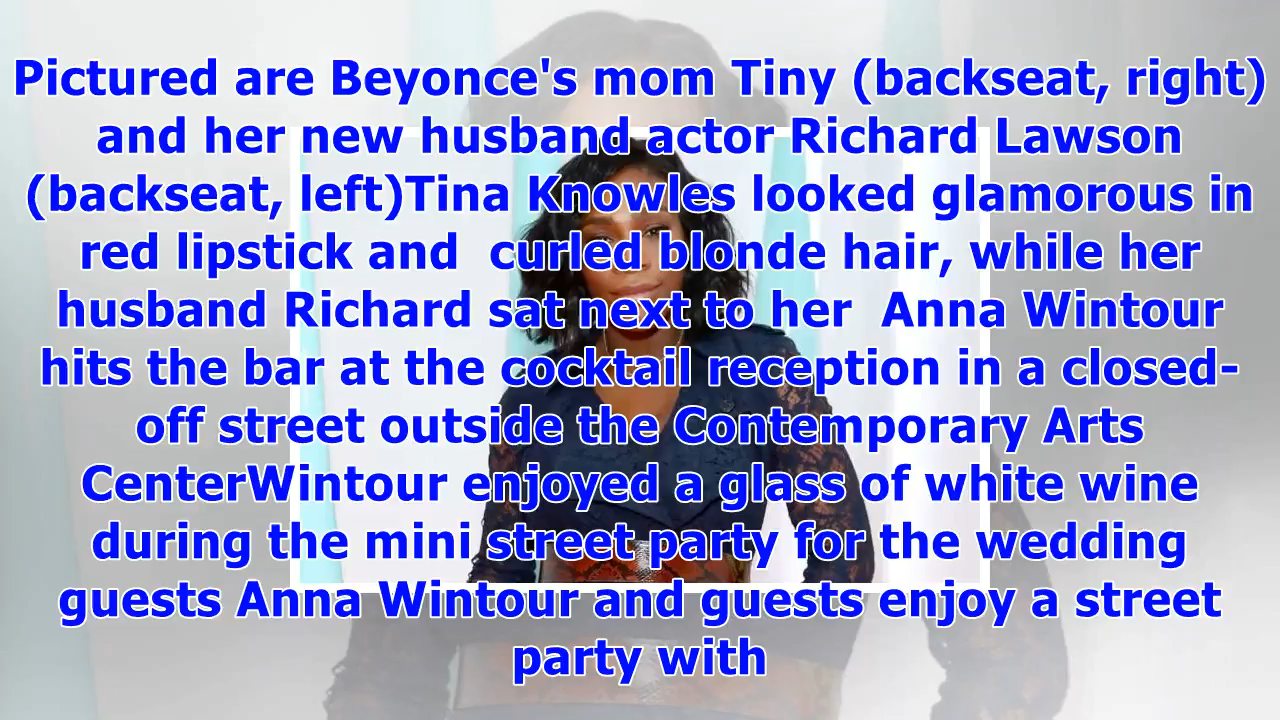 Pictured are Beyonce's mom Tiny (backseat, right)
and her new husband actor Richard Lawson
(backseat, left)Tina Knowles looked glamorous in
red lipstick and  curled blonde hair, while her
husband Richard sat next to her  Anna Wintour
hits the bar at the cocktail reception in a closed-
off street outside the Contemporary Arts
CenterWintour enjoyed a glass of white wine
during the mini street party for the wedding
guests Anna Wintour and guests enjoy a street
party with